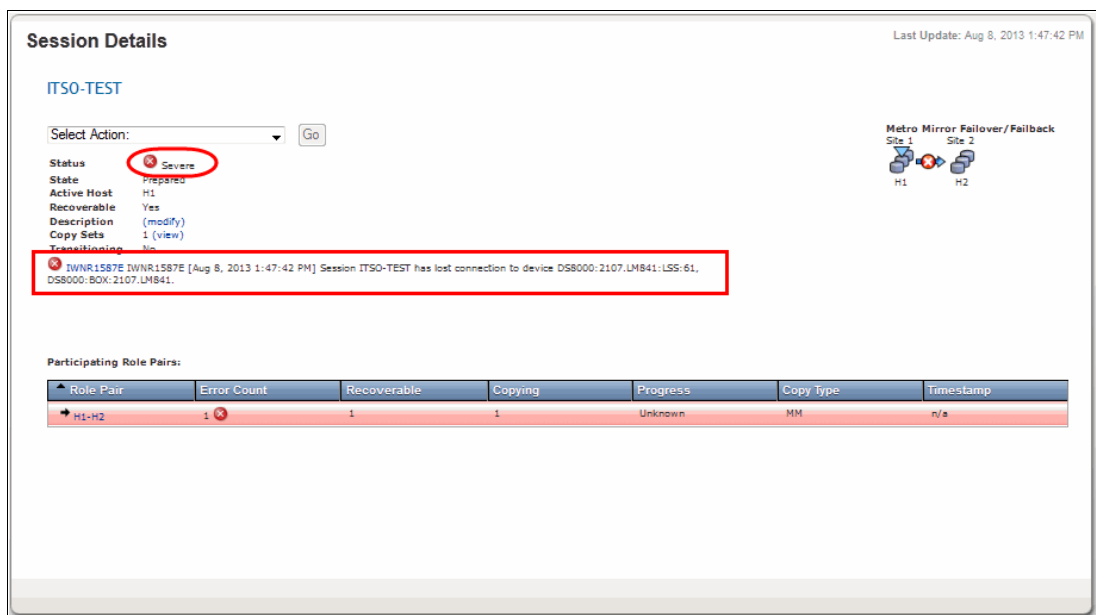 Session Details
Last Update: Aug 8, 2013 1:47:42 PM
ITSO-TEST
Select Action:
Go
Metro Mirror Failover/Failback
Site 1 Site 2
H1 H2
Status Severe
State Prepared
Active Host H1
Recoverable Yes
Description (modify)
Copy Sets 1 (view)
Transitioning No
IWNR1587E IWNR1587E [Aug 8, 2013 1:47:42 PM] Session ITSO-TEST has lost connection to device DS8000:2107.LM841:LSS:61,
DS8000:BOX:2107.LM841.
Participating Role Pairs:
Role Pair Error Count Recoverable Copying Progress Copy Type Timestamp
H1-H2 1 1 1 Unknown MM n/a